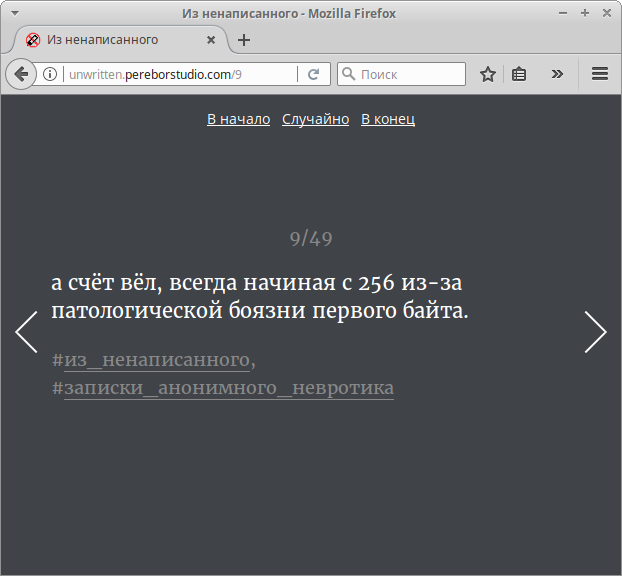 Из ненаписанного - Mozilla Firefox
Из ненаписанного
unwritten.pereborstudio.com/9
Поиск
В начало Случайно В конец
9/49
а счёт вёл, всегда начиная с 256 из-за
патологической боязни первого байта.
#из_ненаписанного,
#записки_анонимного_невротика